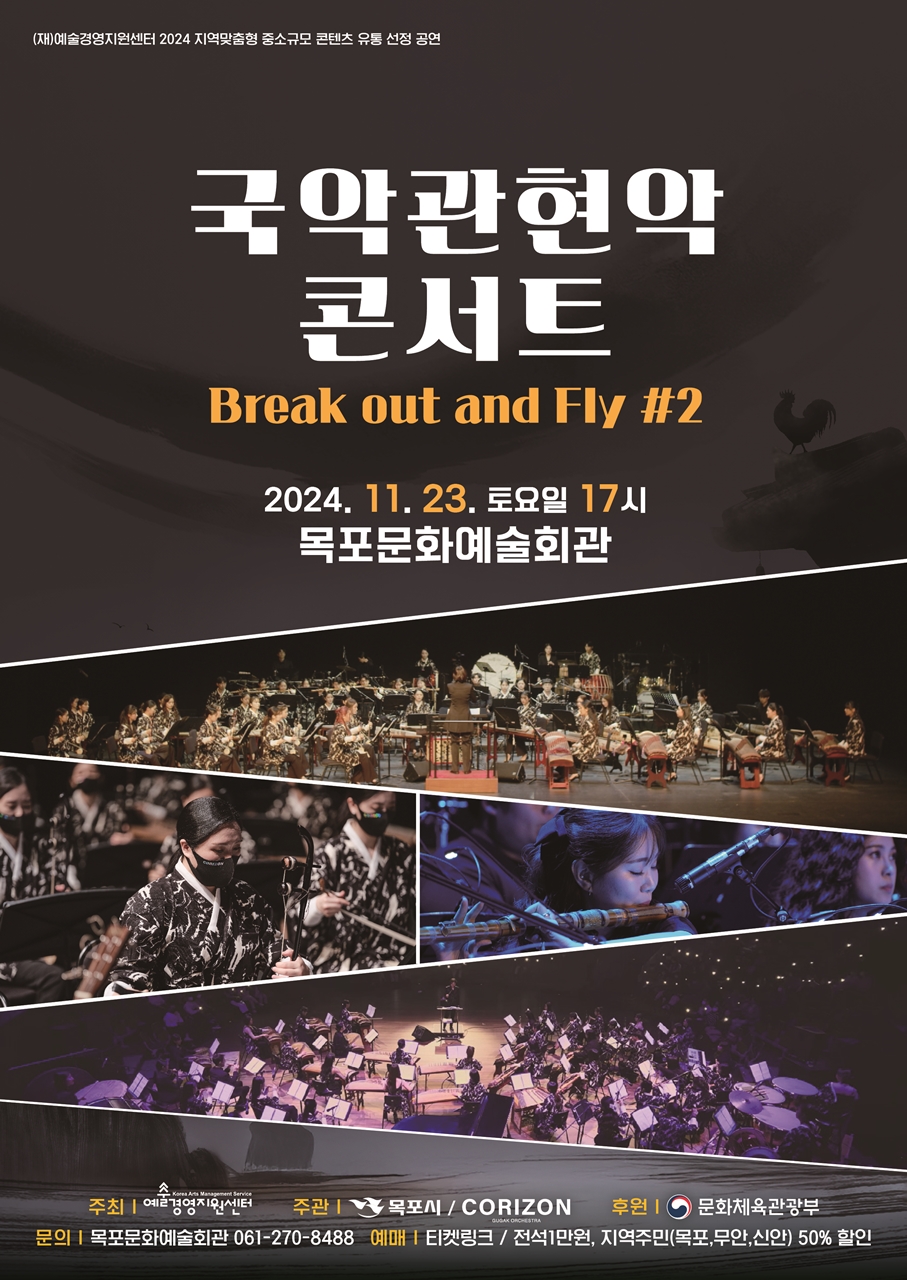 (재)예술경영지원센터 2024 지역맞춤형 중소규모 콘텐츠 유통 선정 공연
국악관현악
콘서트
Break out and Fly #2
2024. 11. 23. 토요일 17시
목포문화예술회관
주최 | Korea Arts Management Service 예술경영지원센터 주관 | 목포시 / CORIZON GUGAK ORCHESTRA 후원 | 문화체육관광부
문의 | 목포문화예술회관 061-270-8488 예매 | 티켓링크 / 전석1만원, 지역주민(목포,무안,신안) 50% 할인